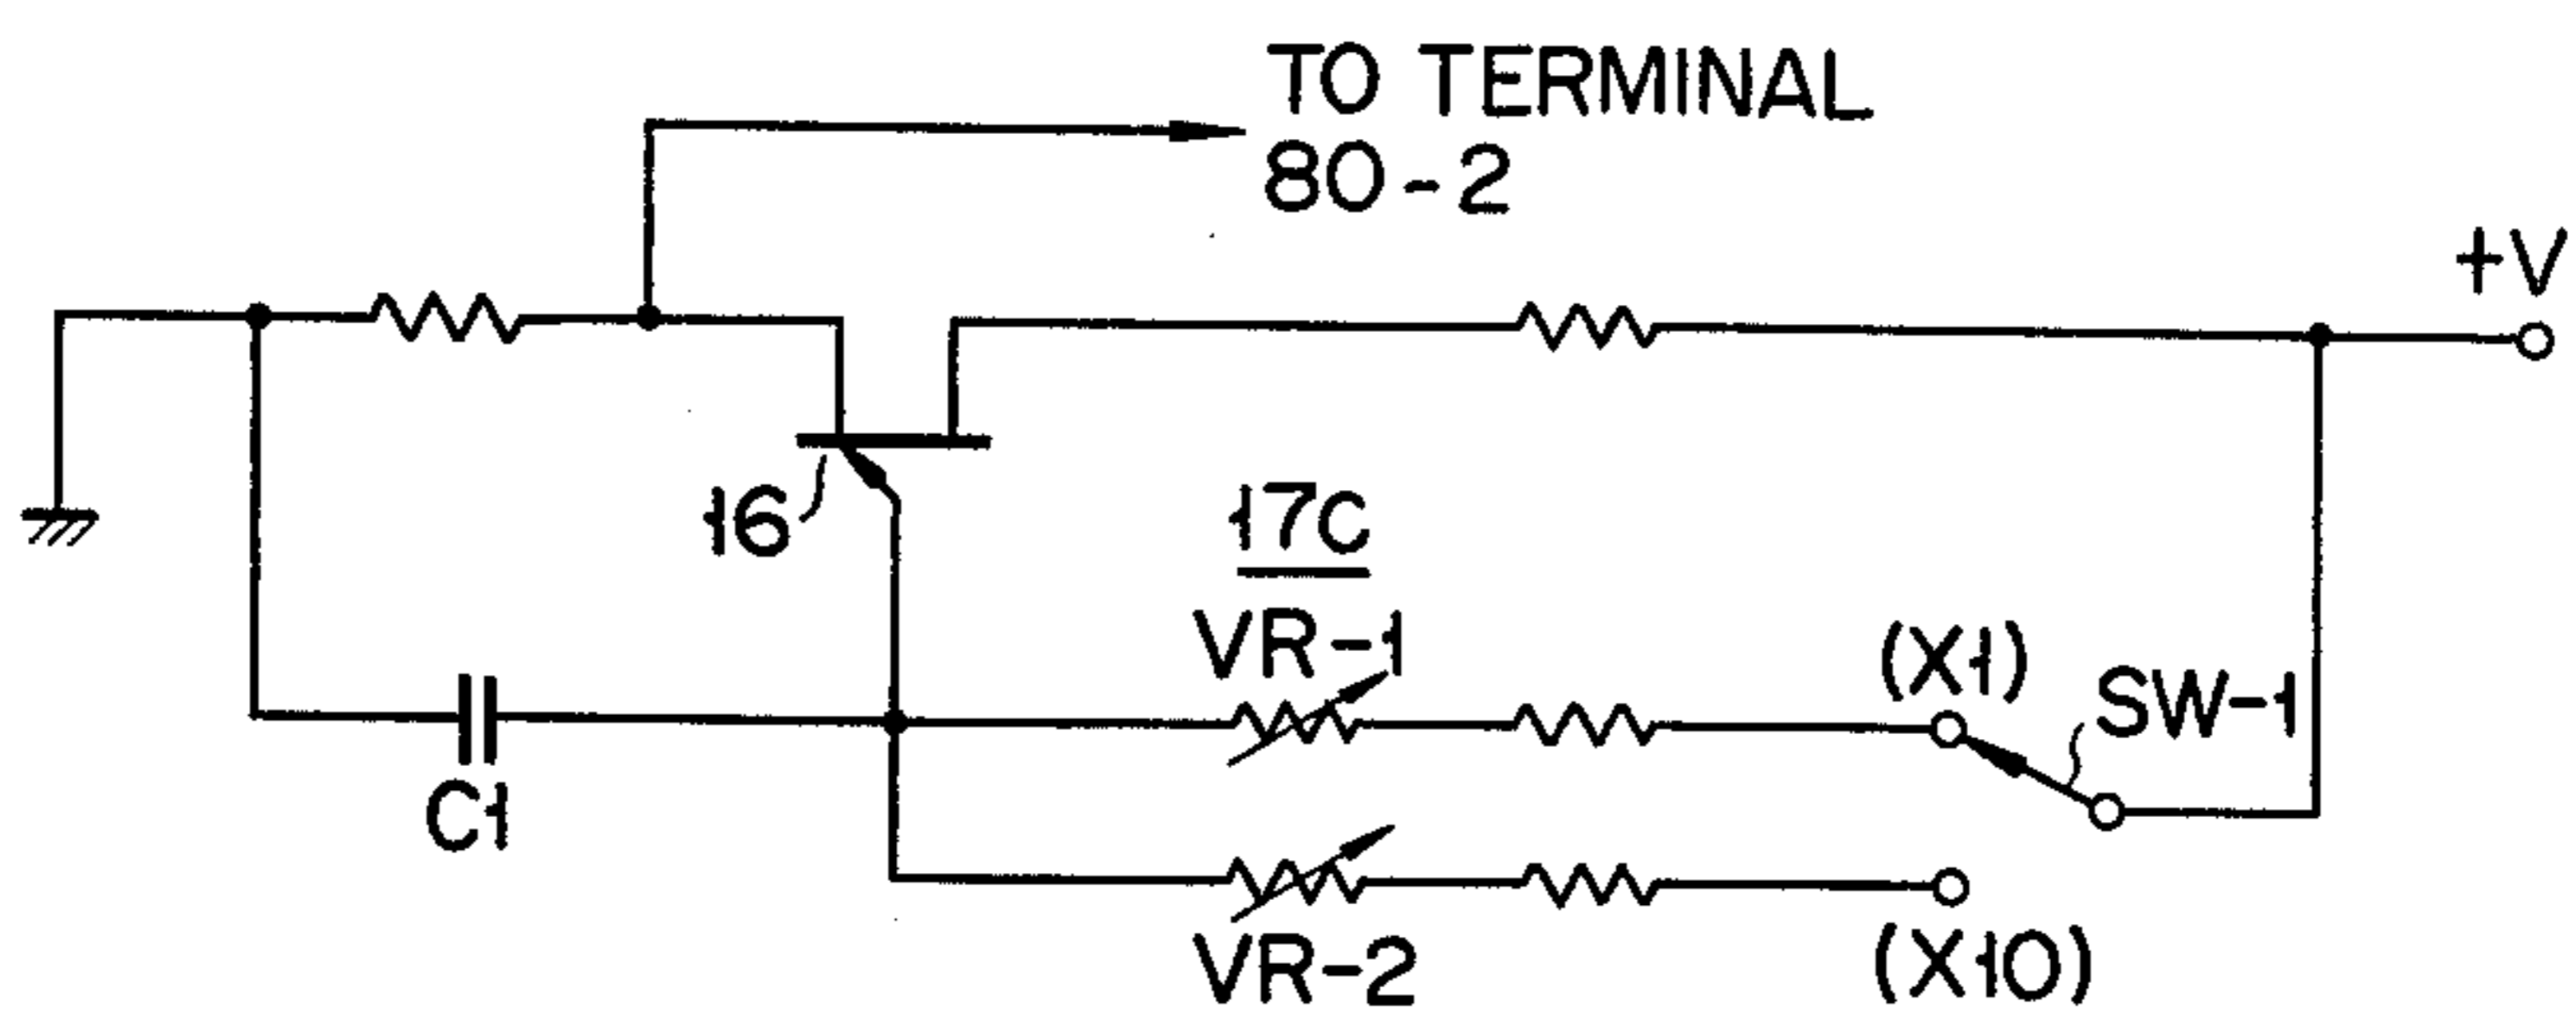 TO TERMINAL
80-2
+V
16
17C
VR-1
(X1)
SW-1
C1
VR-2
(X10)